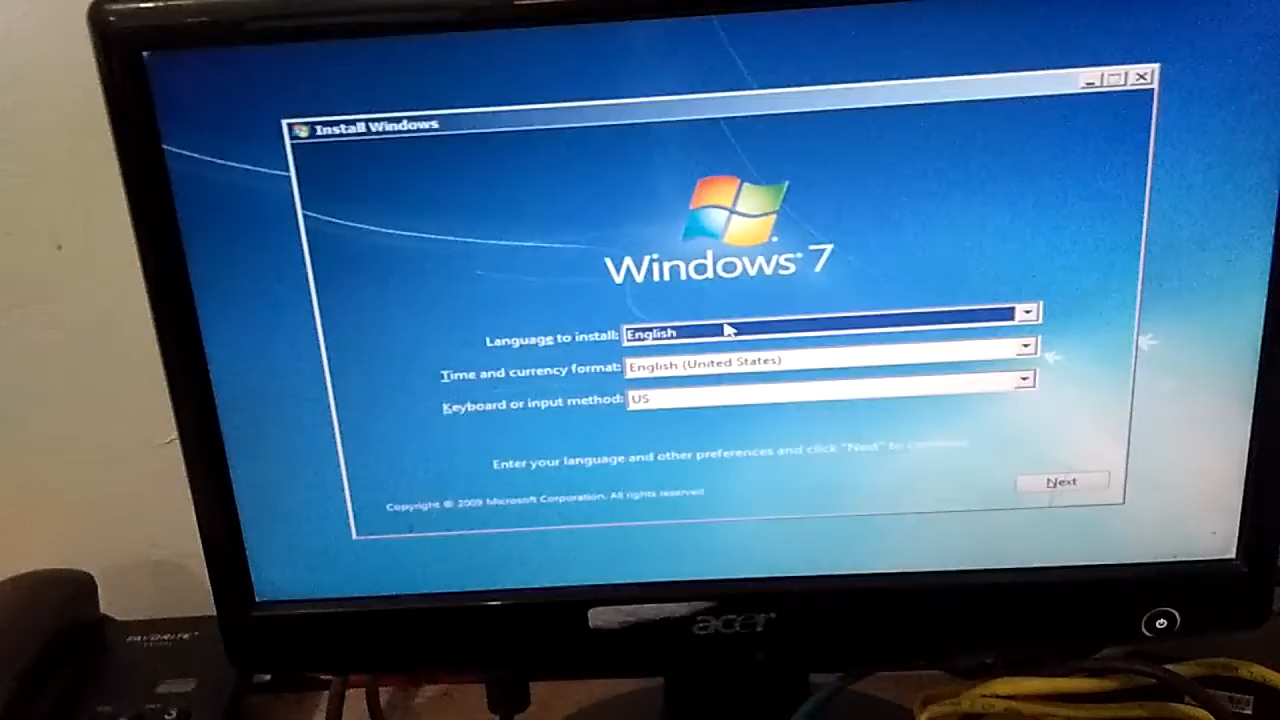 Install Windows
Windows 7
Language to install: English
Time and currency format: English (United States)
Keyboard or input method: US
Enter your language and other preferences and click "Next" to continue.
Next
Copyright © 2009 Microsoft Corporation. All rights reserved.
acer
FAVORITE